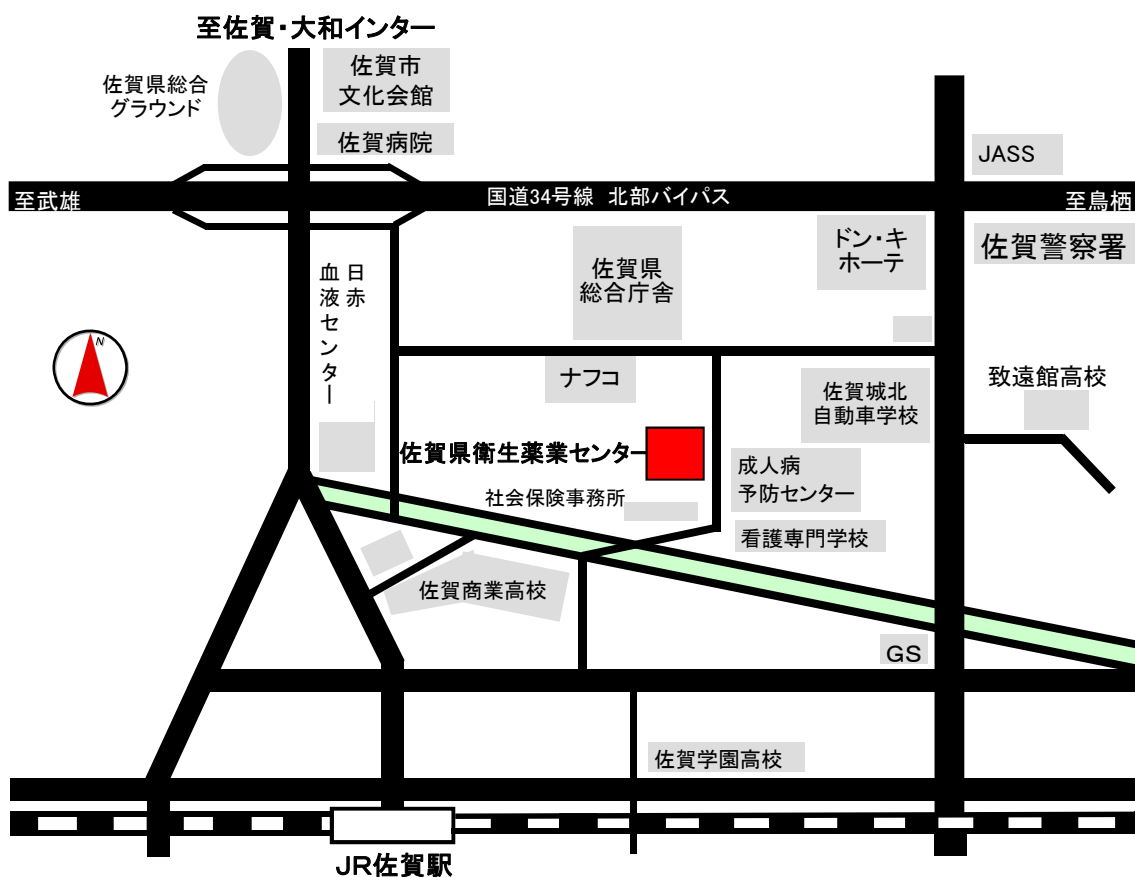 至佐賀・大和インター
佐賀県総合
グラウンド
佐賀市
文化会館
佐賀病院
JASS
至武雄
国道34号線 北部バイパス
至鳥栖
ドン・キ
ホーテ
佐賀警察署
佐賀県
総合庁舎
日赤
血液センター
N
ナフコ
佐賀城北
自動車学校
致遠館高校
佐賀県衛生薬業センター
成人病
予防センター
社会保険事務所
看護専門学校
佐賀商業高校
GS
佐賀学園高校
JR佐賀駅